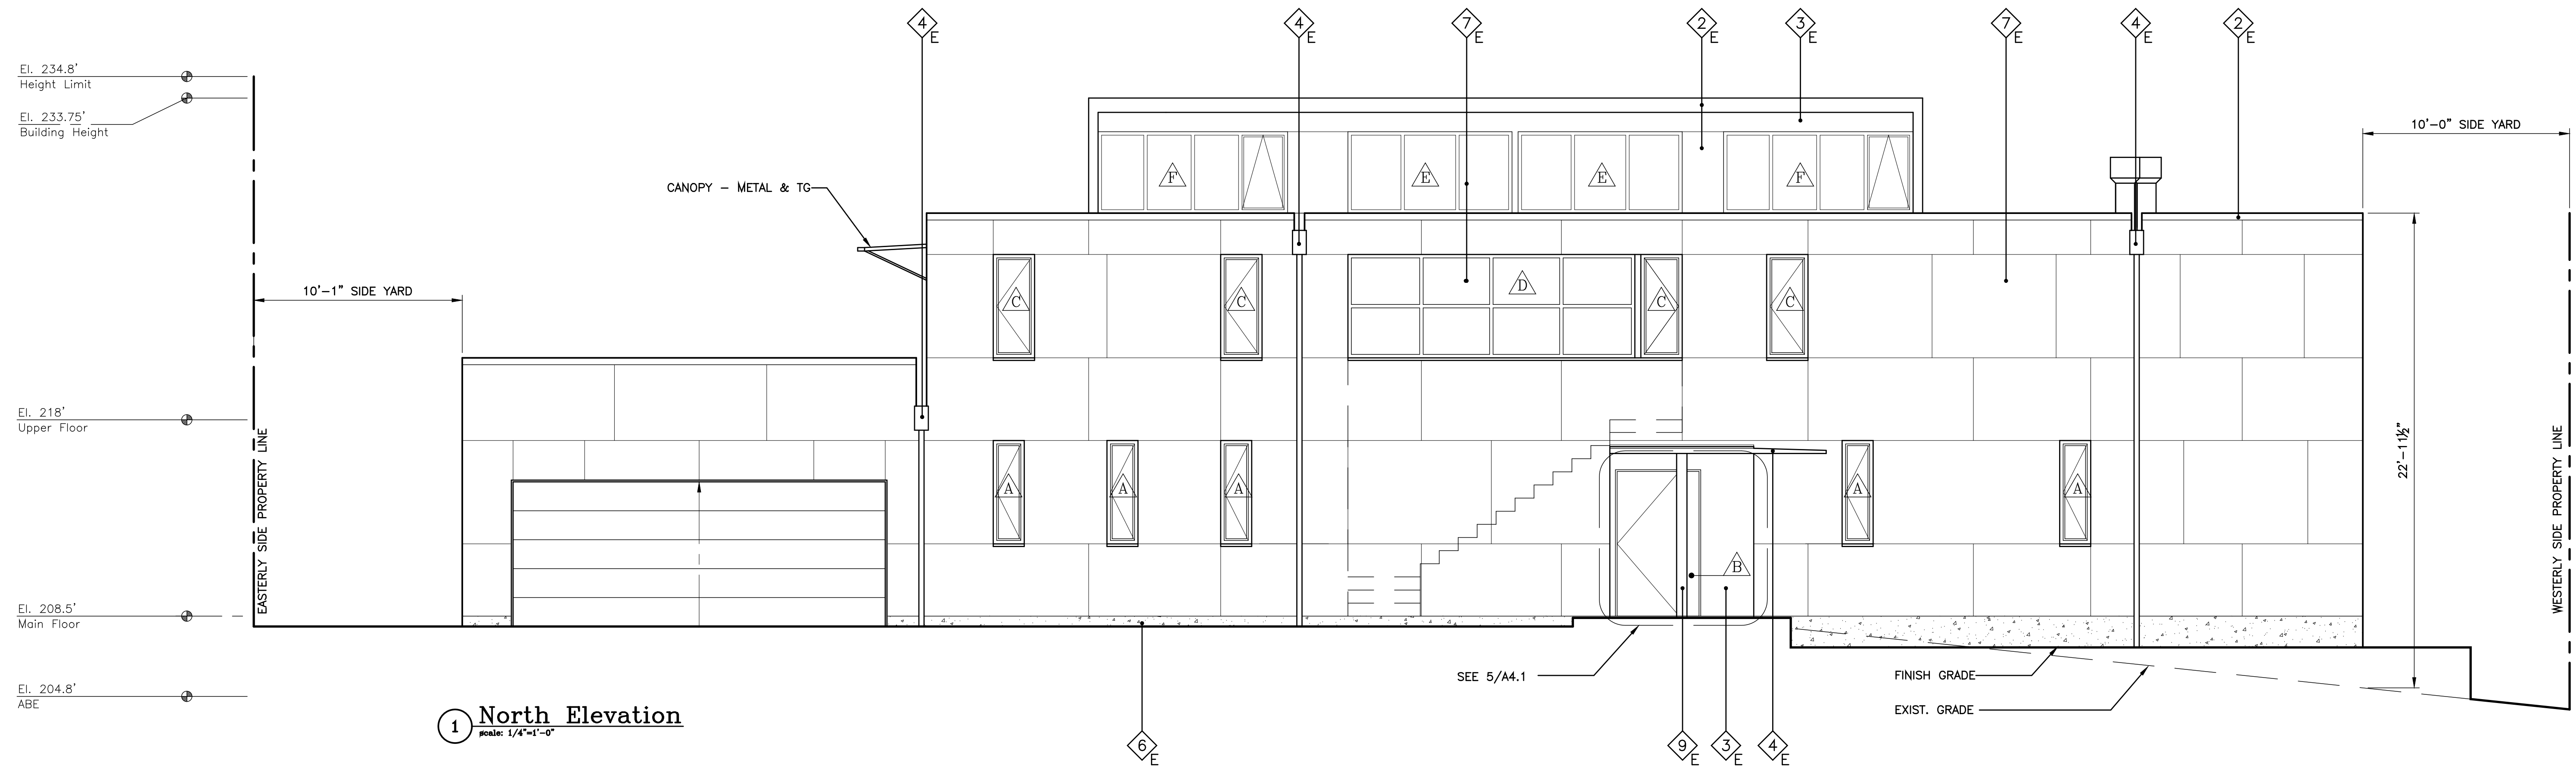 4
E
4
E
7
E
2
E
3
E
7
E
4
E
2
E
El. 234.8'
Height Limit
El. 233.75'
Building Height
10'-0" SIDE YARD
CANOPY - METAL & TG
F
E
E
F
10'-1" SIDE YARD
C
C
D
C
C
El. 218'
Upper Floor
EASTERLY SIDE PROPERTY LINE
22'-11½"
WESTERLY SIDE PROPERTY LINE
A
A
A
A
A
B
El. 208.5'
Main Floor
SEE 5/A4.1
FINISH GRADE
El. 204.8'
ABE
EXIST. GRADE
1
North Elevation
scale: 1/4"=1'-0"
6
E
9
E
3
E
4
E